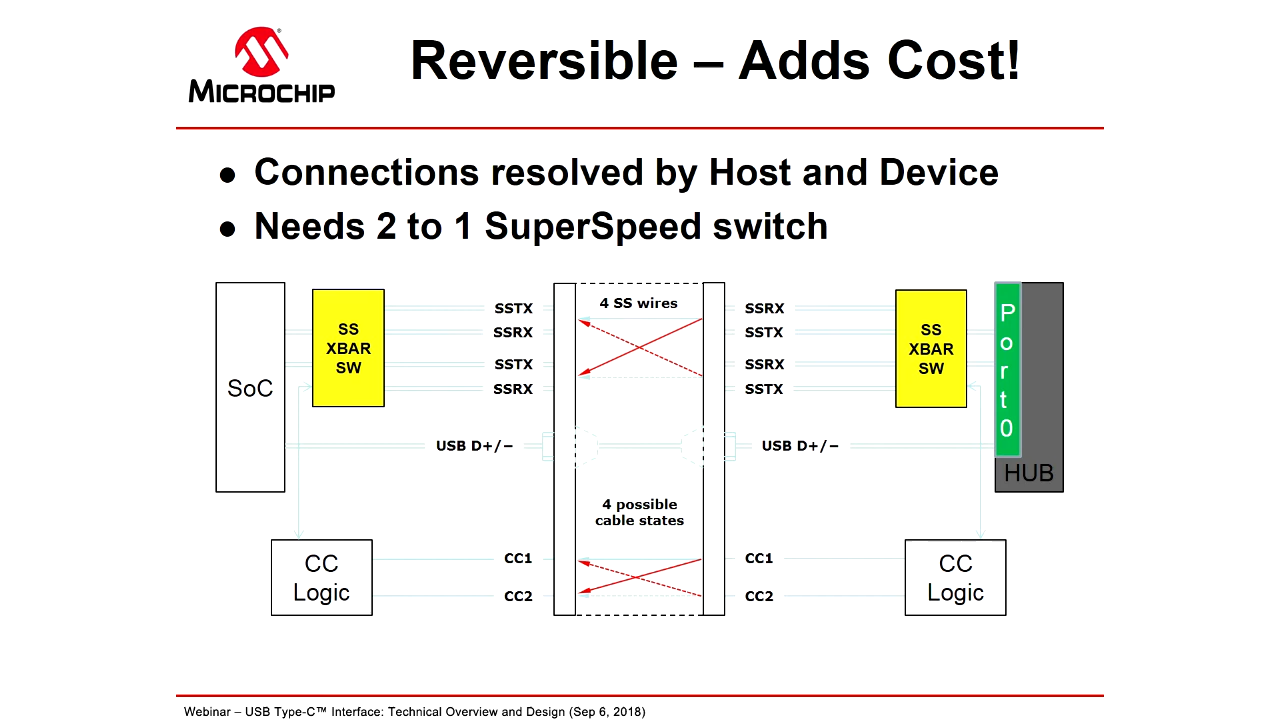 MICROCHIP
Reversible – Adds Cost!
● Connections resolved by Host and Device
● Needs 2 to 1 SuperSpeed switch
SoC
SS
XBAR
SW
SSTX
SSRX
SSTX
SSRX
USB D+/−
4 SS wires
SSRX
SSTX
SSRX
SSTX
USB D+/−
SS
XBAR
SW
Port0
HUB
4 possible
cable states
CC
Logic
CC1
CC2
CC1
CC2
CC
Logic
Webinar – USB Type-C™ Interface: Technical Overview and Design (Sep 6, 2018)